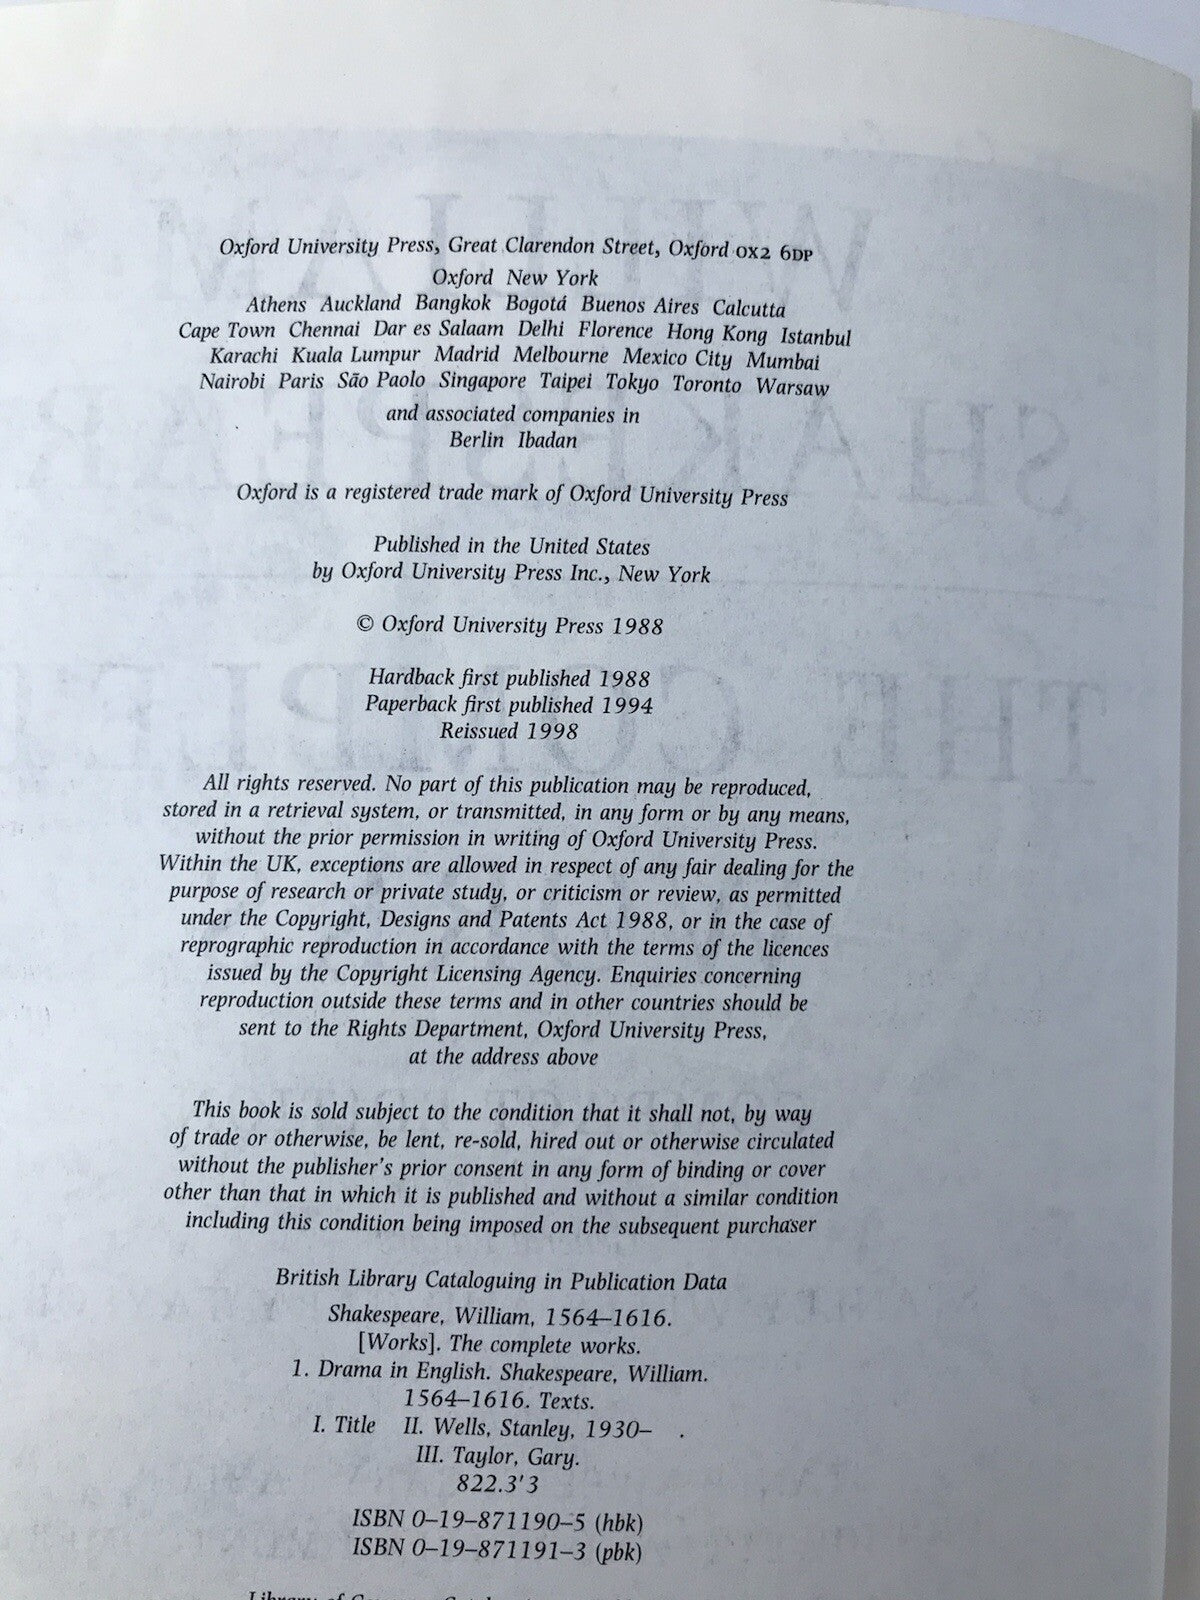 Oxford University Press, Great Clarendon Street, Oxford OX2 6DP
Oxford New York
Athens Auckland Bangkok Bogotá Buenos Aires Calcutta
Cape Town Chennai Dar es Salaam Delhi Florence Hong Kong Istanbul
Karachi Kuala Lumpur Madrid Melbourne Mexico City Mumbai
Nairobi Paris São Paolo Singapore Taipei Tokyo Toronto Warsaw
and associated companies in
Berlin Ibadan
Oxford is a registered trade mark of Oxford University Press
Published in the United States
by Oxford University Press Inc., New York
© Oxford University Press 1988
Hardback first published 1988
Paperback first published 1994
Reissued 1998
All rights reserved. No part of this publication may be reproduced,
stored in a retrieval system, or transmitted, in any form or by any means,
without the prior permission in writing of Oxford University Press.
Within the UK, exceptions are allowed in respect of any fair dealing for the
purpose of research or private study, or criticism or review, as permitted
under the Copyright, Designs and Patents Act 1988, or in the case of
reprographic reproduction in accordance with the terms of the licences
issued by the Copyright Licensing Agency. Enquiries concerning
reproduction outside these terms and in other countries should be
sent to the Rights Department, Oxford University Press,
at the address above
This book is sold subject to the condition that it shall not, by way
of trade or otherwise, be lent, re-sold, hired out or otherwise circulated
without the publisher's prior consent in any form of binding or cover
other than that in which it is published and without a similar condition
including this condition being imposed on the subsequent purchaser
British Library Cataloguing in Publication Data
Shakespeare, William, 1564–1616.
[Works]. The complete works.
1. Drama in English. Shakespeare, William.
1564–1616. Texts.
I. Title II. Wells, Stanley, 1930– .
III. Taylor, Gary.
822.3'3
ISBN 0–19–871190–5 (hbk)
ISBN 0–19–871191–3 (pbk)
Library of